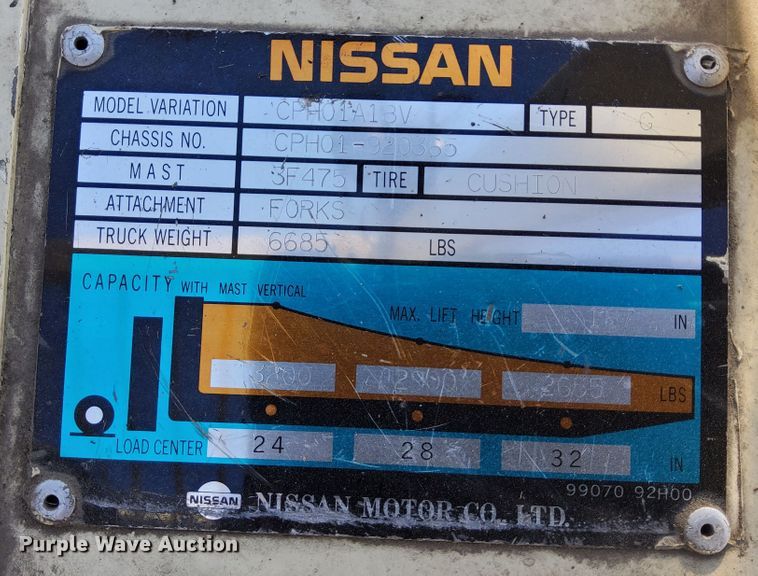 NISSAN
MODEL VARIATION CPH01A18V TYPE G
CHASSIS NO.
MAST 3F475 TIRE CUSHION
ATTACHMENT FORKS
TRUCK WEIGHT 6685 LBS
CAPACITY WITH MAST VERTICAL
MAX. LIFT HEIGHT IN
LBS
LOAD CENTER 24 28 32 IN
99070 92H00
NISSAN NISSAN MOTOR CO., LTD.
Purple Wave Auction